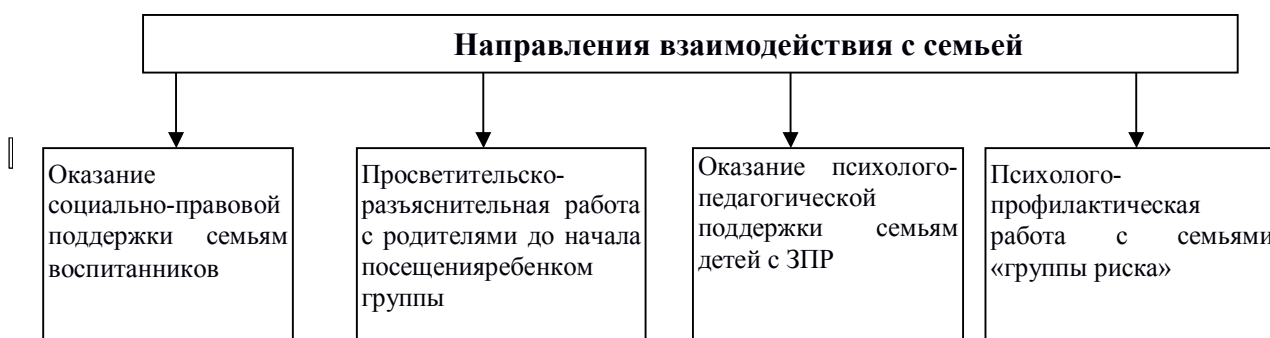 Направления взаимодействия с семьей
Оказание
социально-правовой
поддержки семьям
воспитанников
Просветительско-
разъяснительная работа
с родителями до начала
посещенияребенком
группы
Оказание психолого-
педагогической
поддержки семьям
детей с ЗПР
Психолого-
профилактическая
работа с семьями
«группы риска»